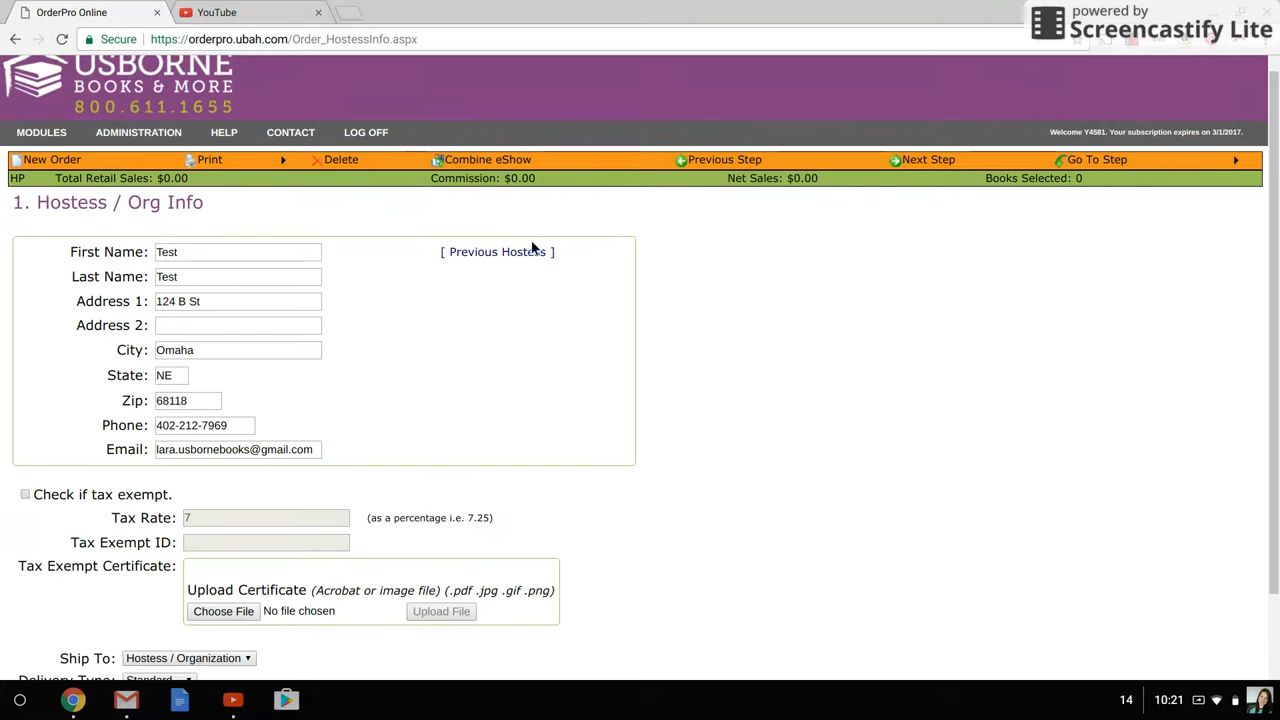 OrderPro Online
YouTube
powered by
Screencastify Lite
Secure
https://orderpro.ubah.com/Order_HostessInfo.aspx
USBORNE
BOOKS & MORE
800.611.1655
MODULES ADMINISTRATION HELP CONTACT LOG OFF
Welcome Y4581. Your subscription expires on 3/1/2017.
New Order Print Delete Combine eShow Previous Step Next Step Go To Step
HP Total Retail Sales: $0.00 Commission: $0.00 Net Sales: $0.00 Books Selected: 0
1. Hostess / Org Info
First Name: Test [ Previous Hostess ]
Last Name: Test
Address 1: 124 B St
Address 2:
City: Omaha
State: NE
Zip: 68118
Phone: 402-212-7969
Email: lara.usbornebooks@gmail.com
Check if tax exempt.
Tax Rate: 7 (as a percentage i.e. 7.25)
Tax Exempt ID:
Tax Exempt Certificate:
Upload Certificate (Acrobat or image file) (.pdf .jpg .gif .png)
Choose File No file chosen Upload File
Ship To: Hostess / Organization
Delivery Type: Standard
14 10:21